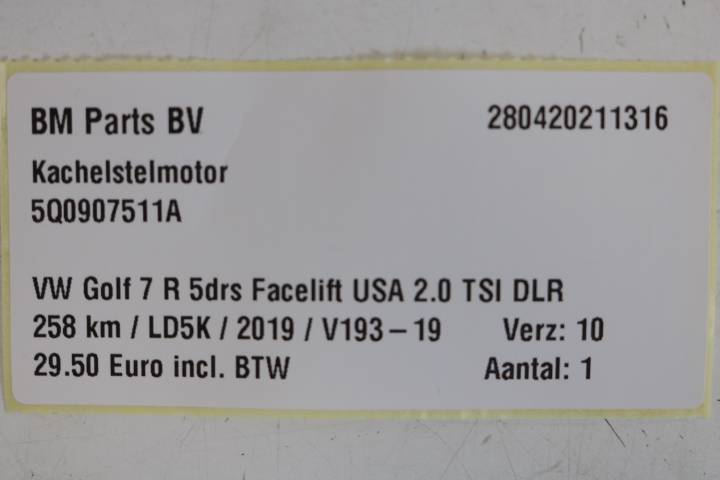 BM Parts BV 280420211316
Kachelstelmotor
5Q0907511A
VW Golf 7 R 5drs Facelift USA 2.0 TSI DLR
258 km / LD5K / 2019 / V193-19 Verz: 10
29.50 Euro incl. BTW Aantal: 1